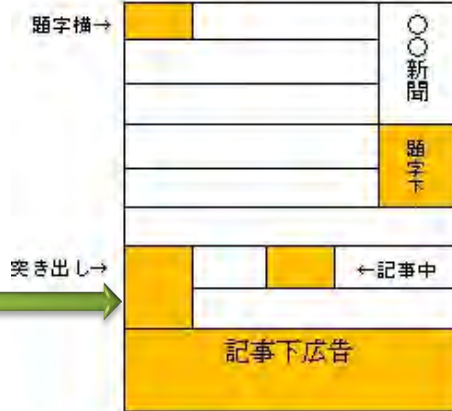 題字横→
○○新聞
題字下
突き出し→
←記事中
記事下広告